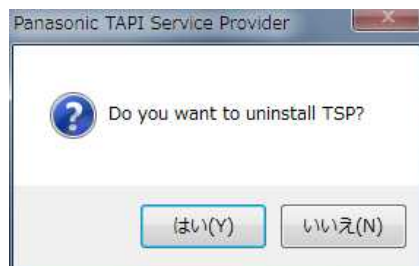 Panasonic TAPI Service Provider
Do you want to uninstall TSP?
はい(Y)
いいえ(N)